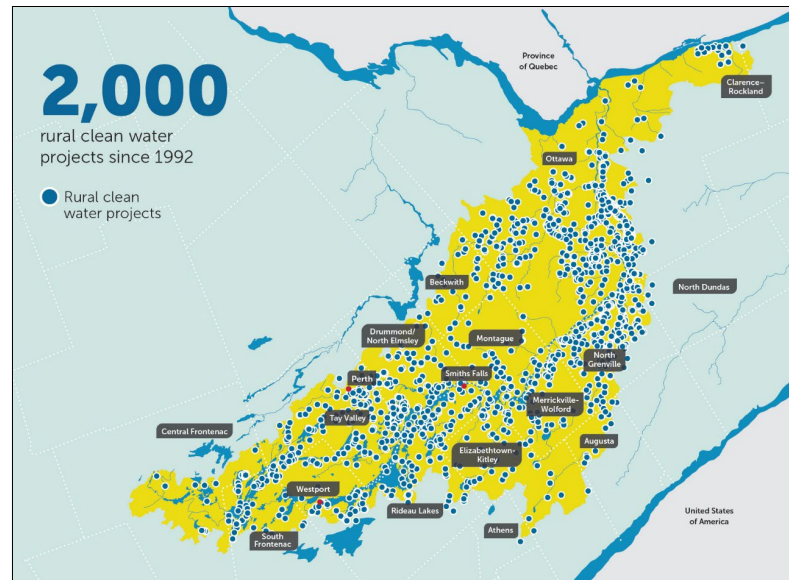 2,000
rural clean water
projects since 1992
Rural clean
water projects
Province
of Quebec
Clarence–
Rockland
Ottawa
Beckwith
North Dundas
Drummond/
North Elmsley
Montague
North
Grenville
Perth
Smiths Falls
Merrickville–
Wolford
Tay Valley
Central Frontenac
Augusta
Elizabethtown-
Kitley
Westport
Rideau Lakes
United States
of America
Athens
South
Frontenac